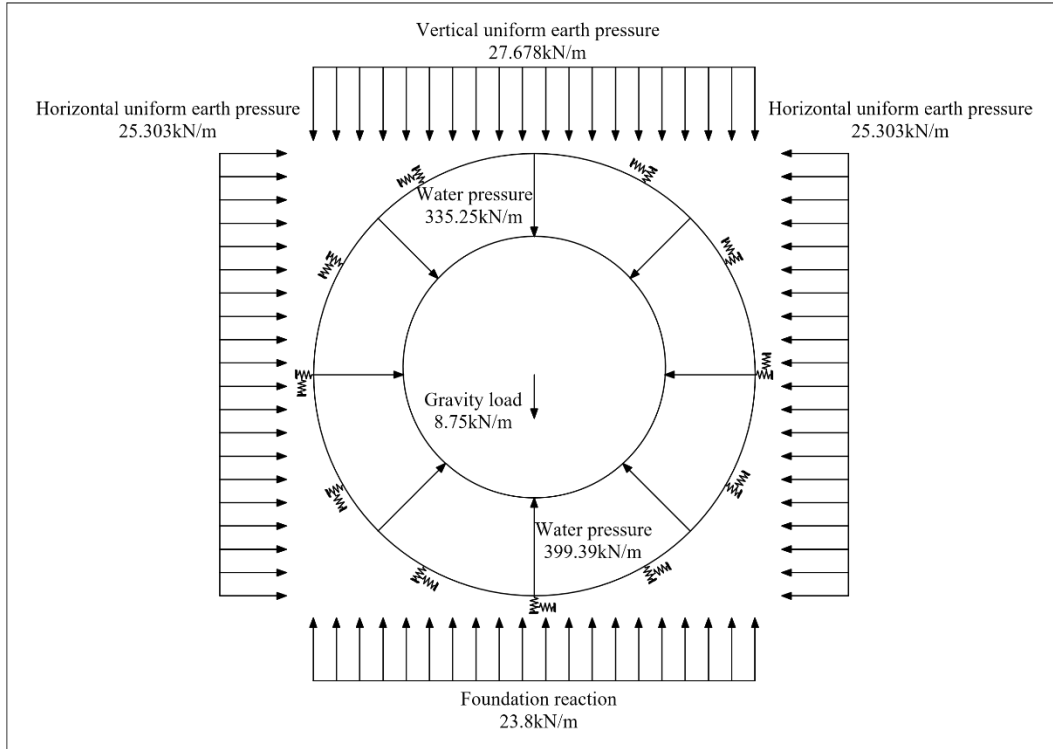 Vertical uniform earth pressure
27.678kN/m
Horizontal uniform earth pressure
25.303kN/m
Horizontal uniform earth pressure
25.303kN/m
Water pressure
335.25kN/m
Gravity load
8.75kN/m
Water pressure
399.39kN/m
Foundation reaction
23.8kN/m